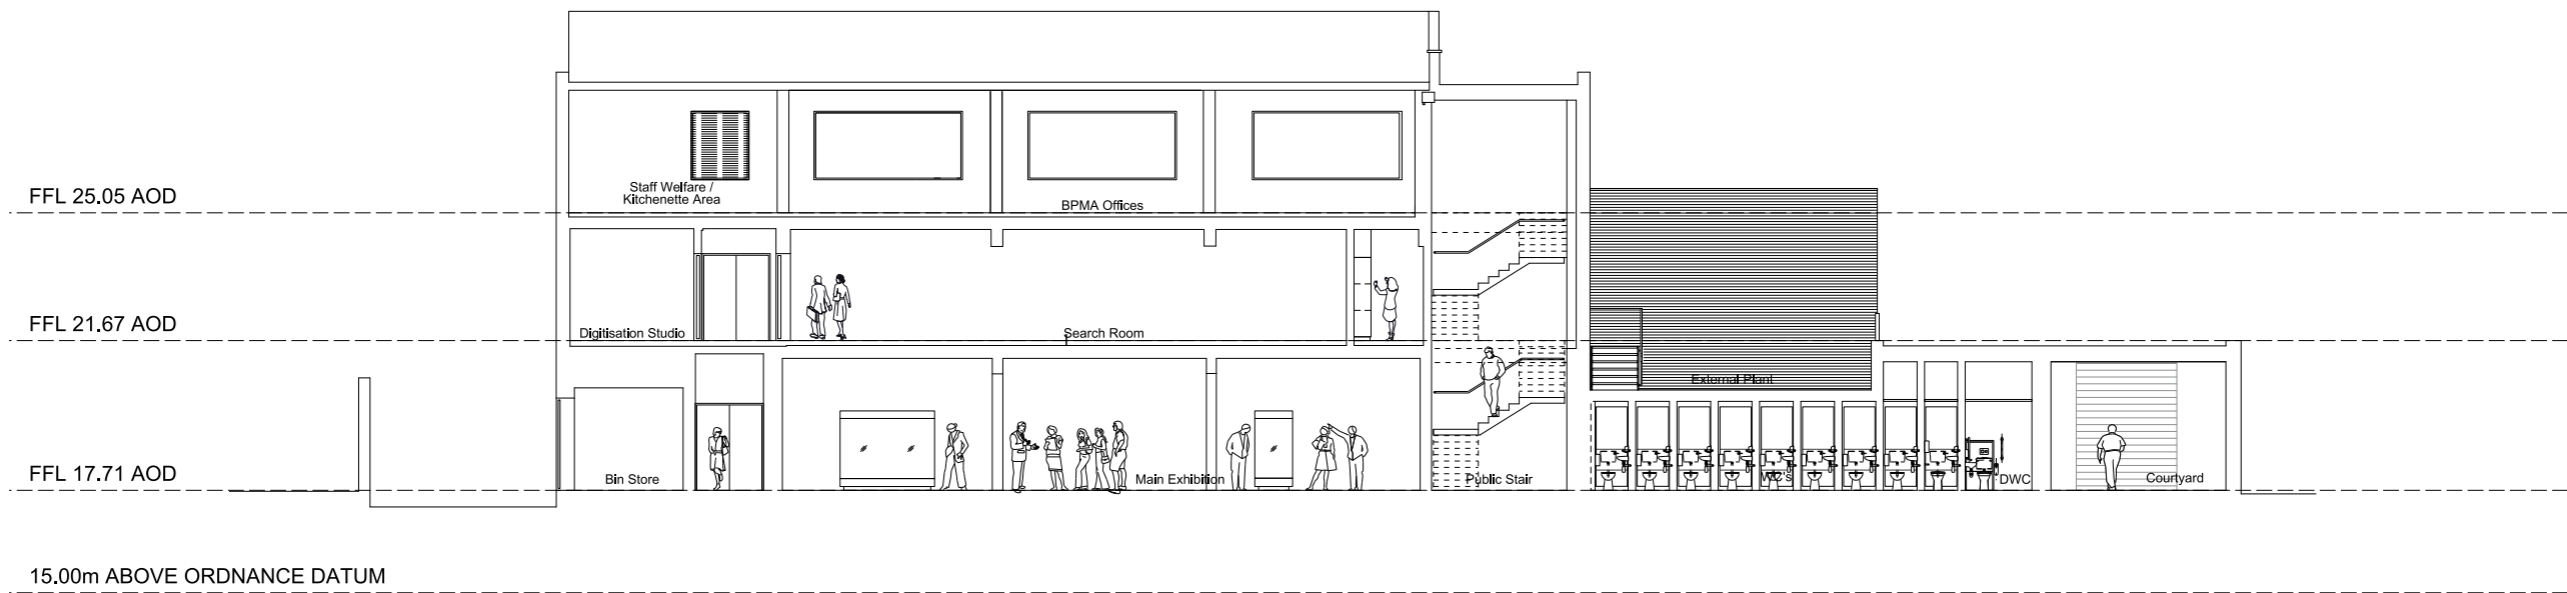 FFL 25.05 AOD
Staff Welfare /
Kitchenette Area
BPMA Offices
FFL 21.67 AOD
Digitisation Studio
Search Room
External Plant
FFL 17.71 AOD
Bin Store
Main Exhibition
Public Stair
WC's
DWC
Courtyard
15.00m ABOVE ORDNANCE DATUM